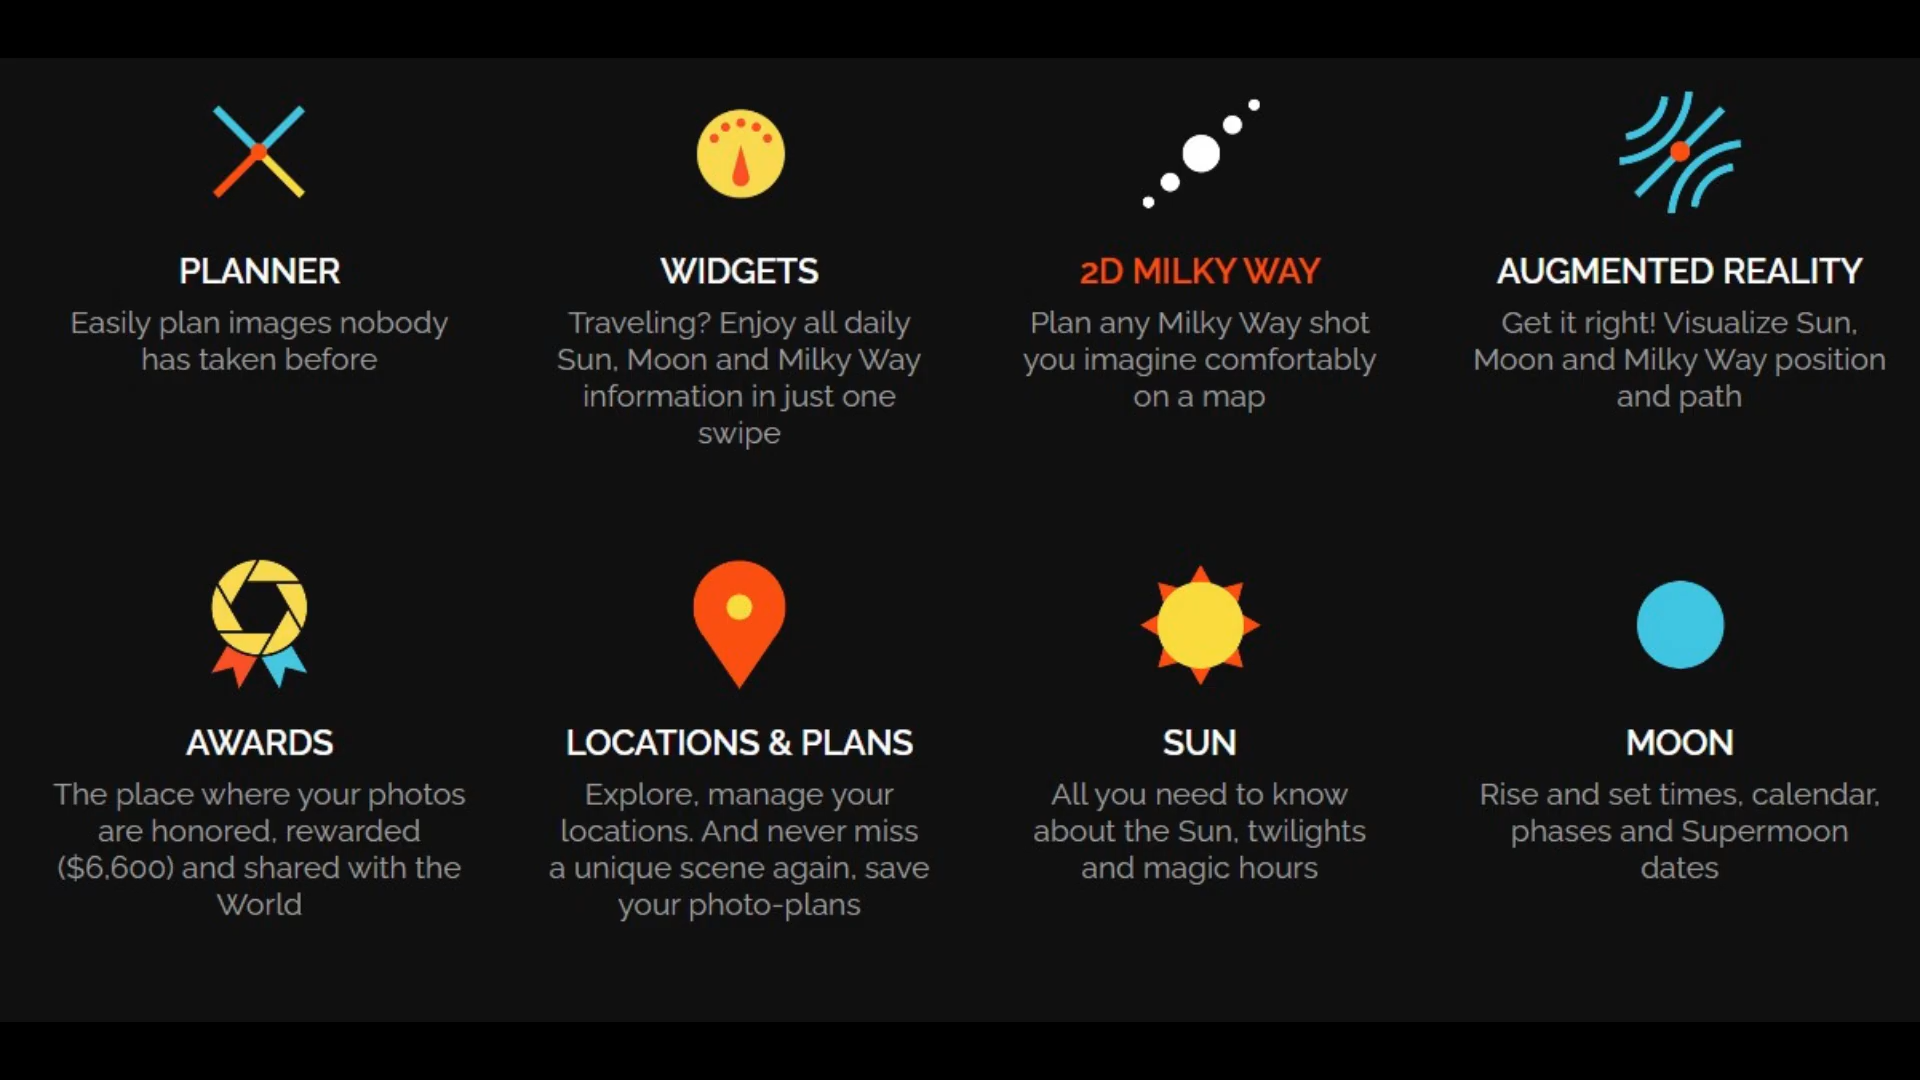 PLANNER
Easily plan images nobody
has taken before
WIDGETS
Traveling? Enjoy all daily
Sun, Moon and Milky Way
information in just one
swipe
2D MILKY WAY
Plan any Milky Way shot
you imagine comfortably
on a map
AUGMENTED REALITY
Get it right! Visualize Sun,
Moon and Milky Way position
and path
AWARDS
The place where your photos
are honored, rewarded
($6,600) and shared with the
World
LOCATIONS & PLANS
Explore, manage your
locations. And never miss
a unique scene again, save
your photo-plans
SUN
All you need to know
about the Sun, twilights
and magic hours
MOON
Rise and set times, calendar,
phases and Supermoon
dates